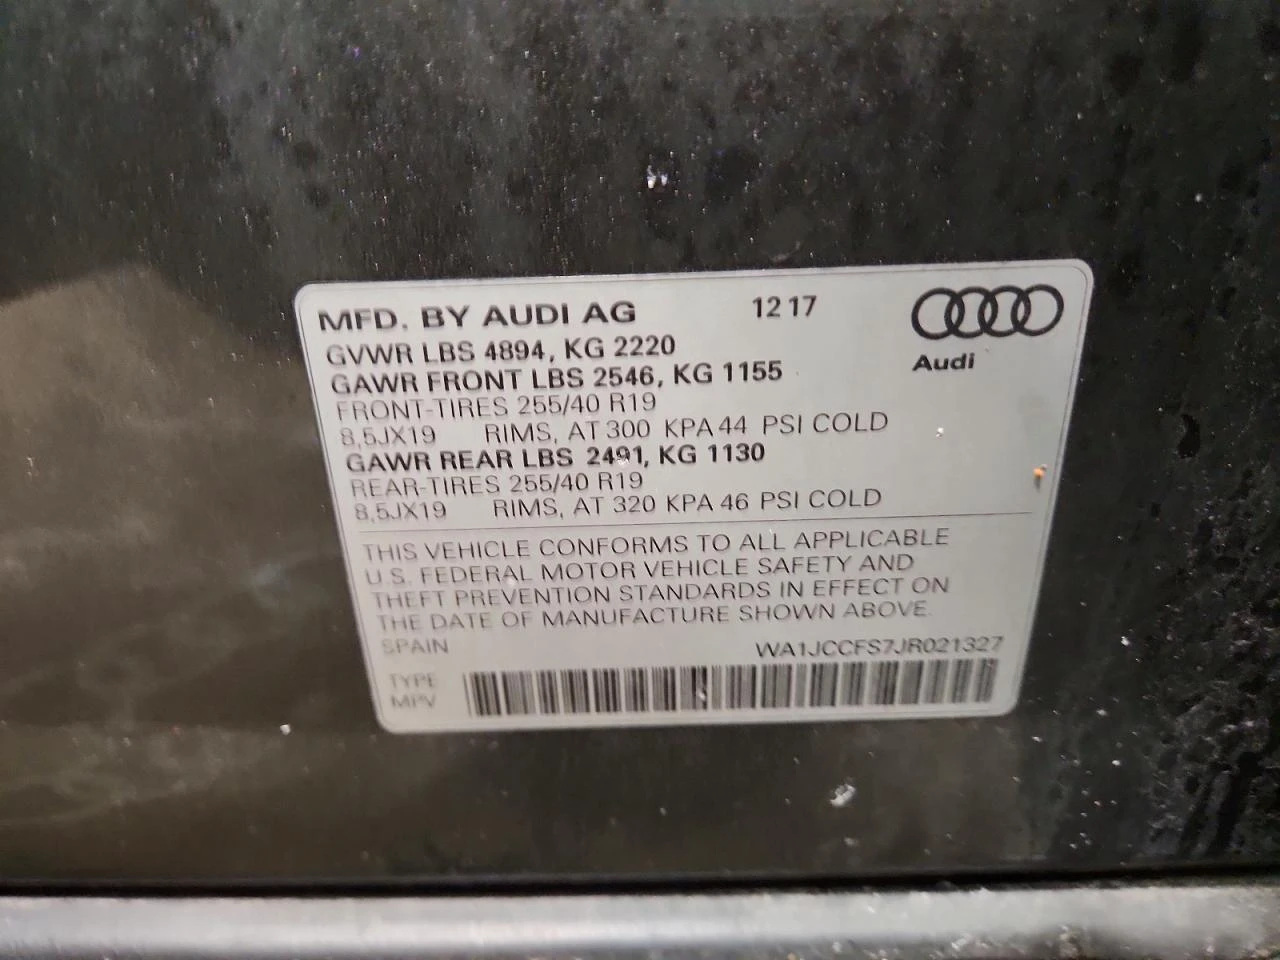 MFD. BY AUDI AG 12 17
Audi
GVWR LBS 4894, KG 2220
GAWR FRONT LBS 2546, KG 1155
FRONT-TIRES 255/40 R19
8,5JX19 RIMS, AT 300 KPA 44 PSI COLD
GAWR REAR LBS 2491, KG 1130
REAR-TIRES 255/40 R19
8,5JX19 RIMS, AT 320 KPA 46 PSI COLD
THIS VEHICLE CONFORMS TO ALL APPLICABLE
U.S. FEDERAL MOTOR VEHICLE SAFETY AND
THEFT PREVENTION STANDARDS IN EFFECT ON
THE DATE OF MANUFACTURE SHOWN ABOVE.
SPAIN WA1JCCFS7JR021327
TYPE
MPV